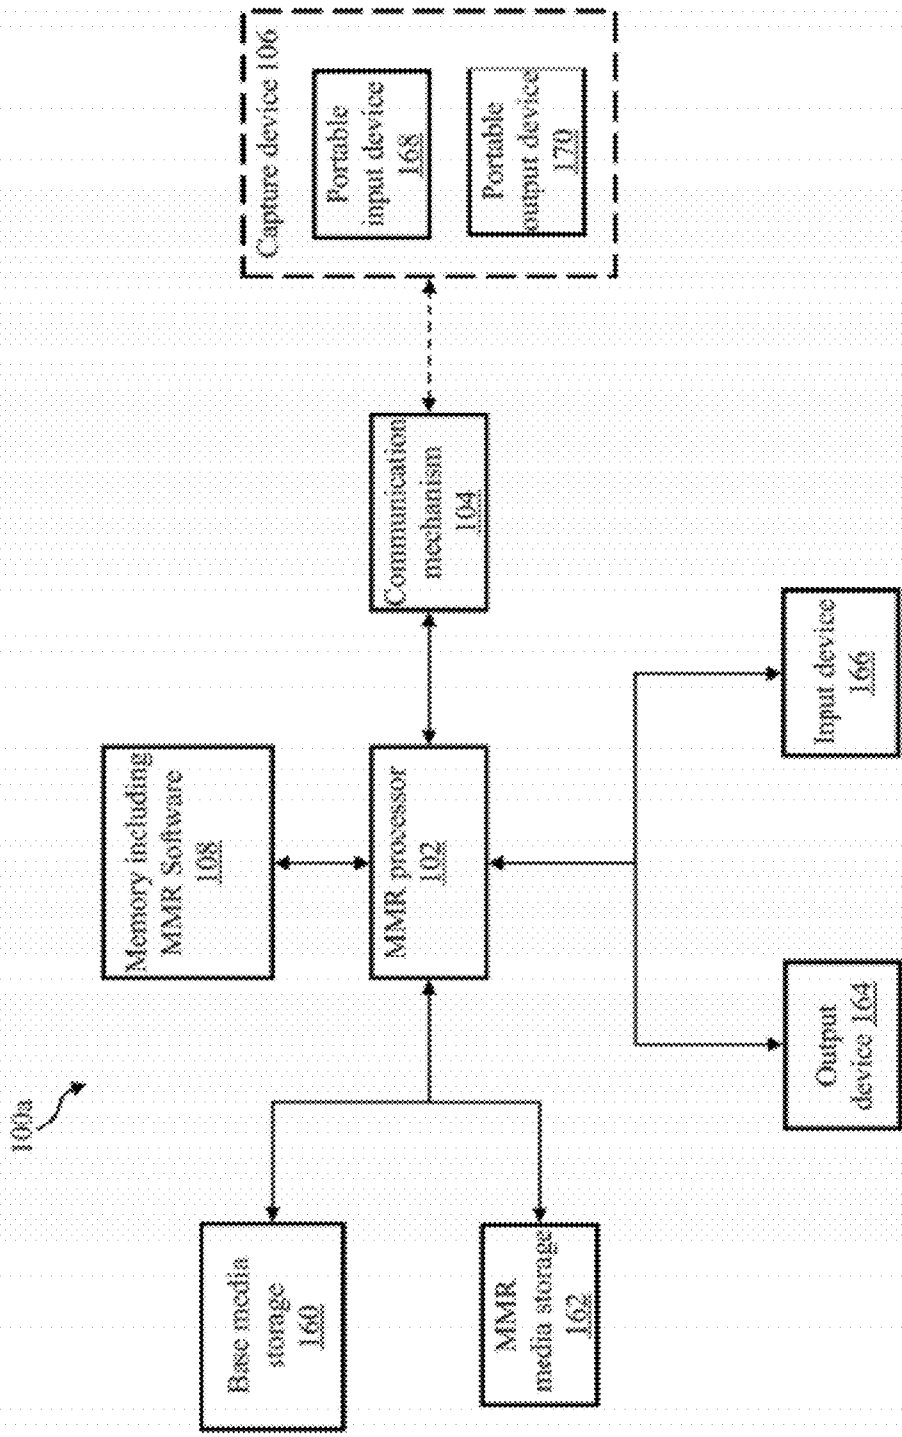 100a
Base media
storage
160
MMR
media storage
162
Memory including
MMR Software
108
MMR processor
102
Output
device 164
Input device
166
Communication
mechanism
104
Capture device 106
Portable
input device
168
Portable
output device
170